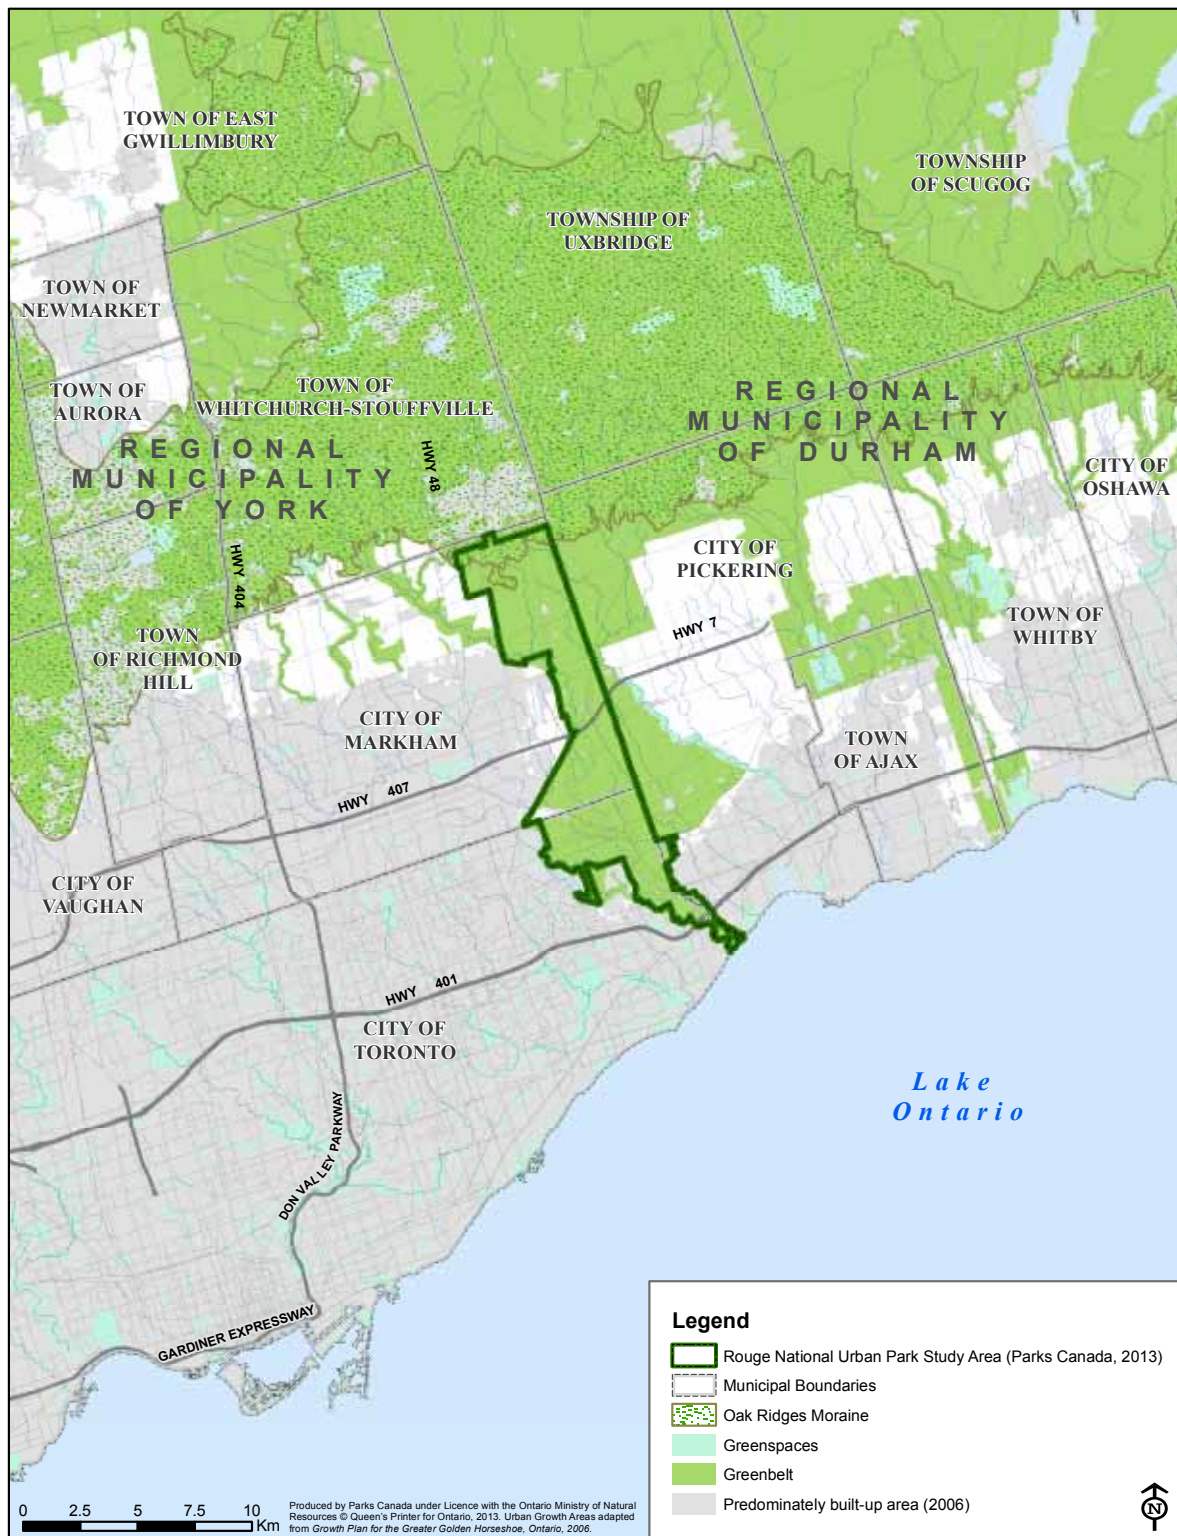 TOWN OF EAST
GWILLIMBURY
TOWNSHIP
OF SCUGOG
TOWNSHIP OF
UXBRIDGE
TOWN OF
NEWMARKET
TOWN OF
AURORA
TOWN OF
WHITCHURCH-STOUFFVILLE
REGIONAL
MUNICIPALITY
OF DURHAM
REGIONAL
MUNICIPALITY
OF YORK
HWY 48
CITY OF
OSHAWA
CITY OF
PICKERING
HWY 404
TOWN OF
WHITBY
HWY 7
TOWN
OF RICHMOND
HILL
CITY OF
MARKHAM
TOWN
OF AJAX
HWY 407
CITY OF
VAUGHAN
HWY 401
CITY OF
TORONTO
Lake
Ontario
DON VALLEY PARKWAY
GARDINER EXPRESSWAY
Legend
Rouge National Urban Park Study Area (Parks Canada, 2013)
Municipal Boundaries
Oak Ridges Moraine
Greenspaces
Greenbelt
Predominately built-up area (2006)
N
0 2.5 5 7.5 10
Km
Produced by Parks Canada under Licence with the Ontario Ministry of Natural
Resources © Queen's Printer for Ontario, 2013. Urban Growth Areas adapted
from Growth Plan for the Greater Golden Horseshoe, Ontario, 2006.